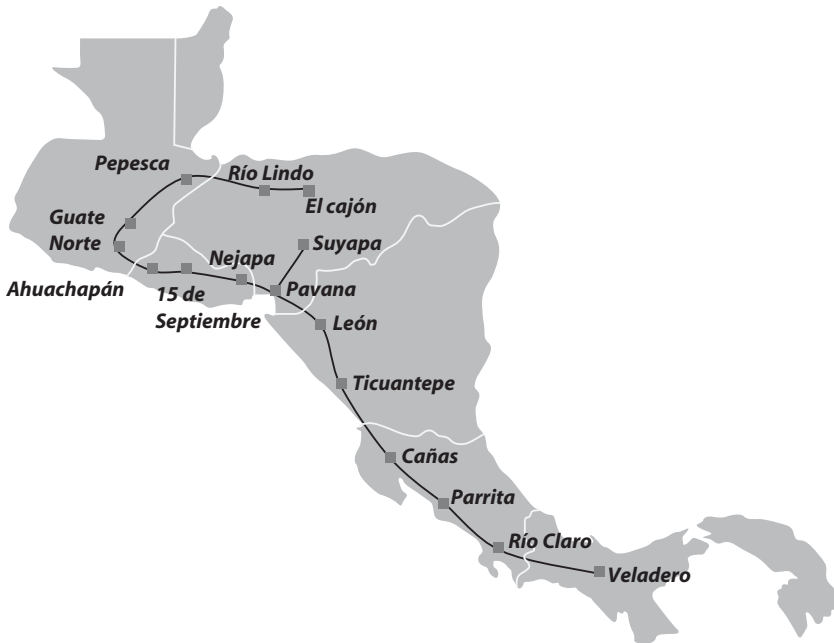 Pepesca
Río Lindo
El cajón
Guate
Norte
Suyapa
Nejapa
Ahuachapán
15 de
Septiembre
Pavana
León
Ticuantepe
Cañas
Parrita
Río Claro
Veladero